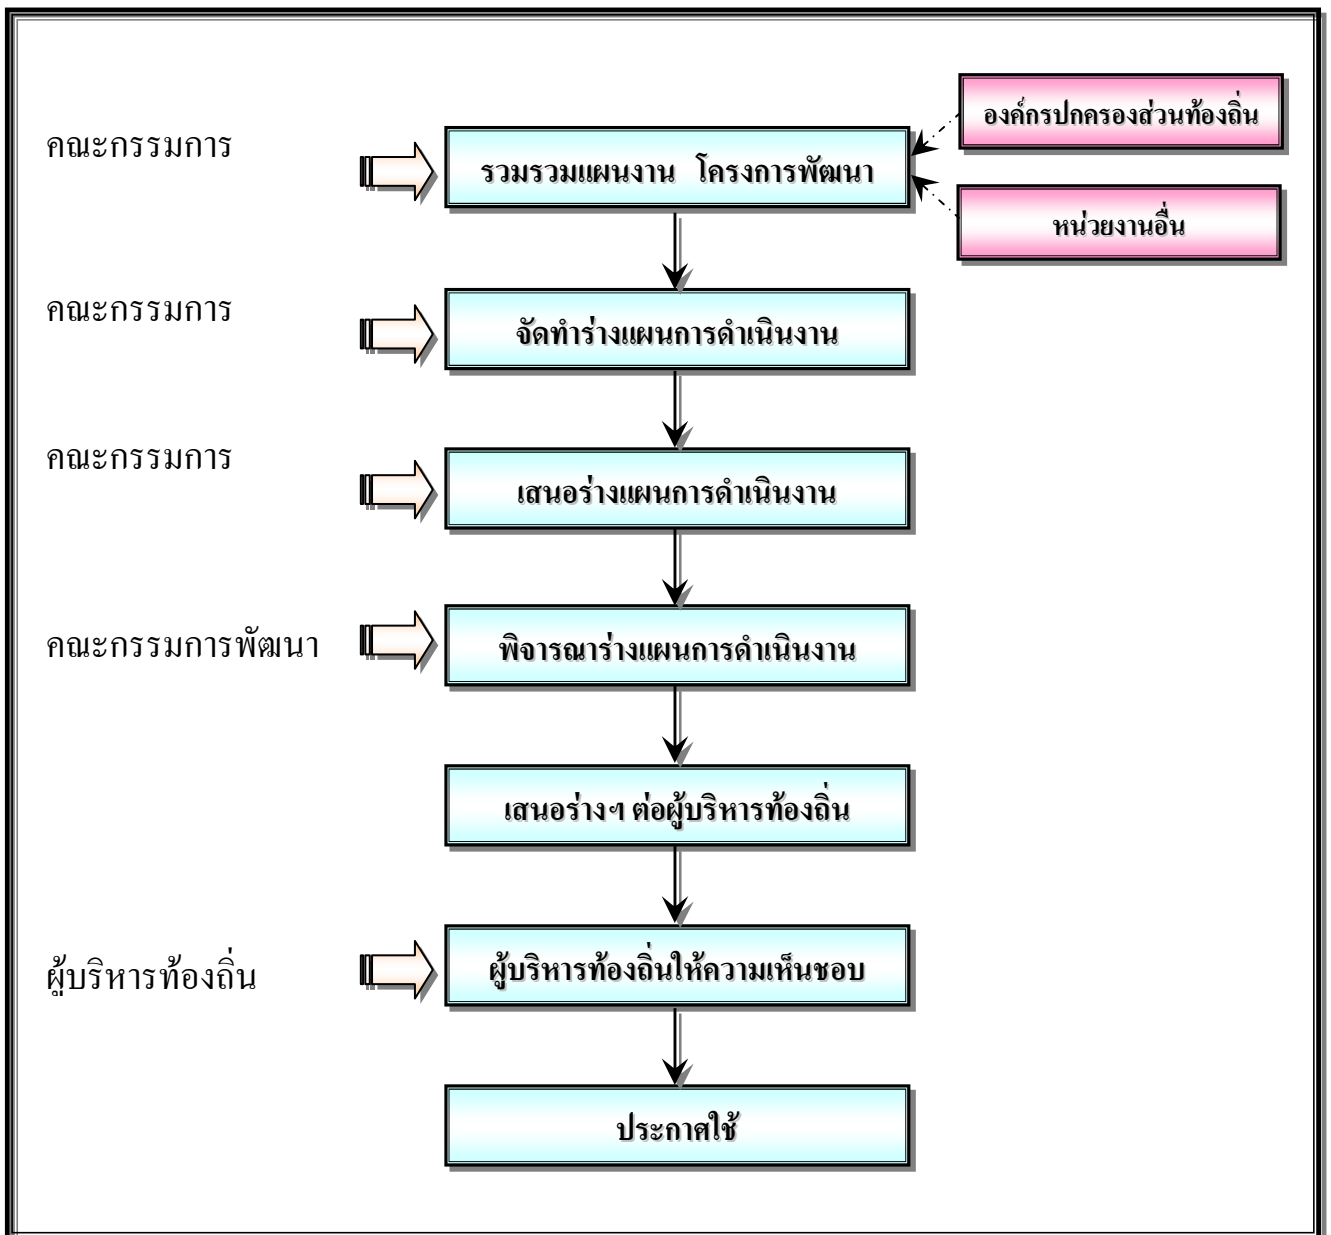 องค์กรปกครองส่วนท้องถิ่น
คณะกรรมการ
รวมรวมแผนงาน โครงการพัฒนา
หน่วยงานอื่น
คณะกรรมการ
จัดทำร่างแผนการดำเนินงาน
คณะกรรมการ
เสนอร่างแผนการดำเนินงาน
คณะกรรมการพัฒนา
พิจารณาร่างแผนการดำเนินงาน
เสนอร่างฯ ต่อผู้บริหารท้องถิ่น
ผู้บริหารท้องถิ่น
ผู้บริหารท้องถิ่นให้ความเห็นชอบ
ประกาศใช้